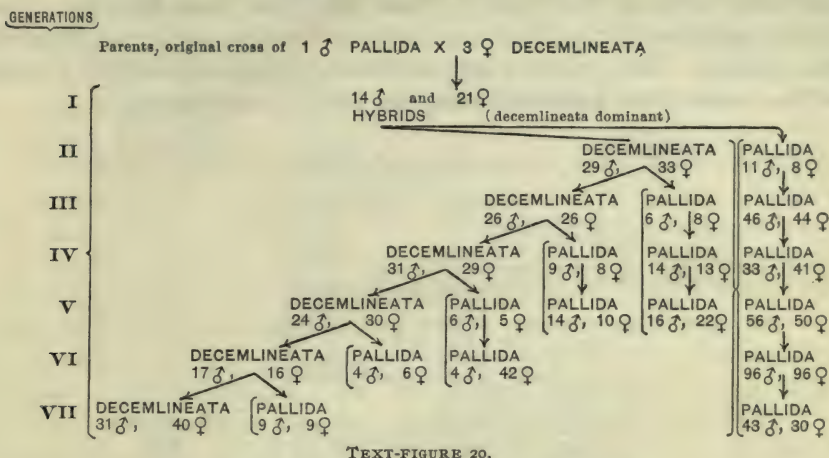 GENERATIONS
Parents, original cross of 1 ♂ PALLIDA X 3 ♀ DECEMLINEATA
I 14♂ and 21♀
HYBRIDS (decemlineata dominant)
II DECEMLINEATA PALLIDA
29♂, 33♀ 11♂, 8♀
III DECEMLINEATA PALLIDA PALLIDA
26♂, 26♀ 6♂, 8♀ 46♂, 44♀
IV DECEMLINEATA PALLIDA PALLIDA PALLIDA
31♂, 29♀ 9♂, 8♀ 14♂, 13♀ 33♂, 41♀
V DECEMLINEATA PALLIDA PALLIDA PALLIDA PALLIDA
24♂, 30♀ 6♂, 5♀ 14♂, 10♀ 16♂, 22♀ 56♂, 50♀
VI DECEMLINEATA PALLIDA PALLIDA PALLIDA
17♂, 16♀ 4♂, 6♀ 4♂, 42♀ 96♂, 96♀
VII DECEMLINEATA PALLIDA PALLIDA
31♂, 40♀ 9♂, 9♀ 43♂, 30♀
TEXT-FIGURE 20.